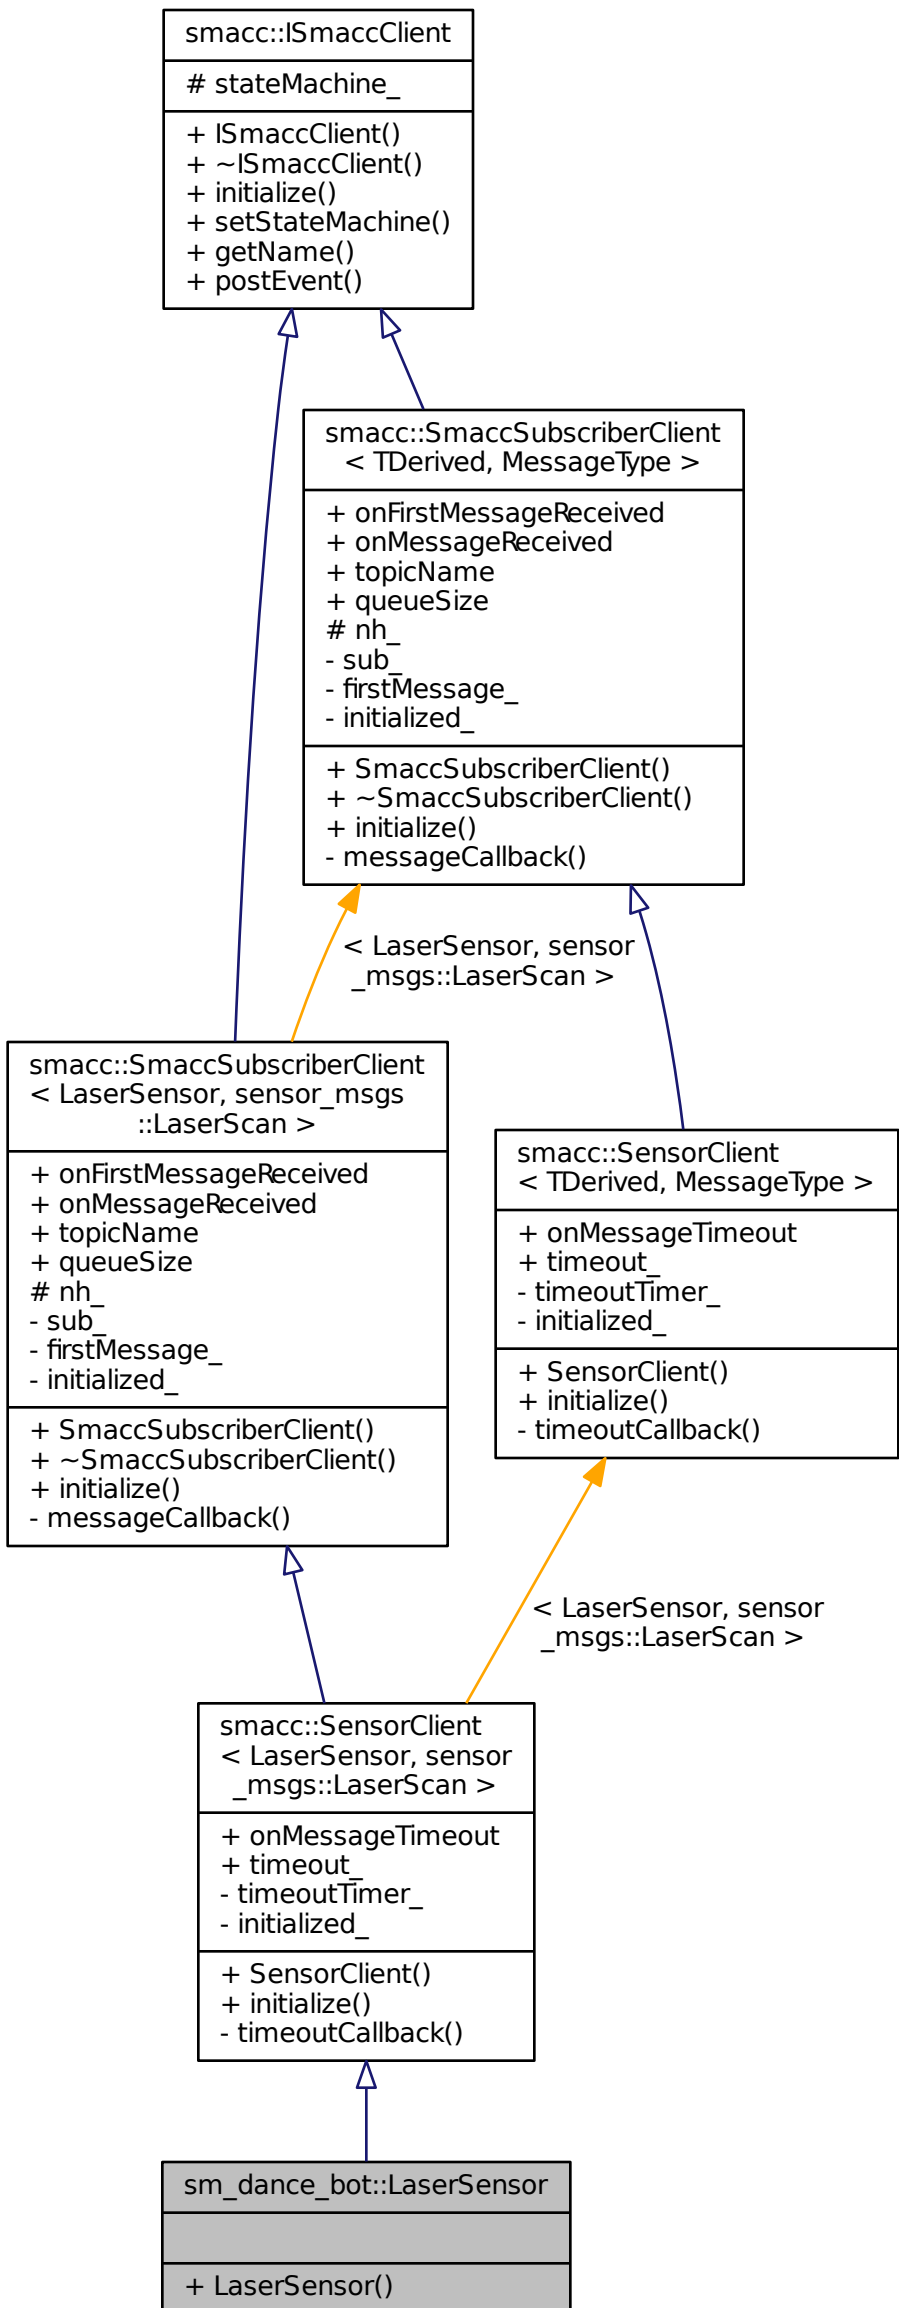 smacc::ISmaccClient
# stateMachine_
+ ISmaccClient()
+ ~ISmaccClient()
+ initialize()
+ setStateMachine()
+ getName()
+ postEvent()
smacc::SmaccSubscriberClient
< TDerived, MessageType >
+ onFirstMessageReceived
+ onMessageReceived
+ topicName
+ queueSize
# nh_
- sub_
- firstMessage_
- initialized_
+ SmaccSubscriberClient()
+ ~SmaccSubscriberClient()
+ initialize()
- messageCallback()
< LaserSensor, sensor
_msgs::LaserScan >
smacc::SmaccSubscriberClient
< LaserSensor, sensor_msgs
::LaserScan >
+ onFirstMessageReceived
+ onMessageReceived
+ topicName
+ queueSize
# nh_
- sub_
- firstMessage_
- initialized_
+ SmaccSubscriberClient()
+ ~SmaccSubscriberClient()
+ initialize()
- messageCallback()
smacc::SensorClient
< TDerived, MessageType >
+ onMessageTimeout
+ timeout_
- timeoutTimer_
- initialized_
+ SensorClient()
+ initialize()
- timeoutCallback()
< LaserSensor, sensor
_msgs::LaserScan >
smacc::SensorClient
< LaserSensor, sensor
_msgs::LaserScan >
+ onMessageTimeout
+ timeout_
- timeoutTimer_
- initialized_
+ SensorClient()
+ initialize()
- timeoutCallback()
sm_dance_bot::LaserSensor
+ LaserSensor()